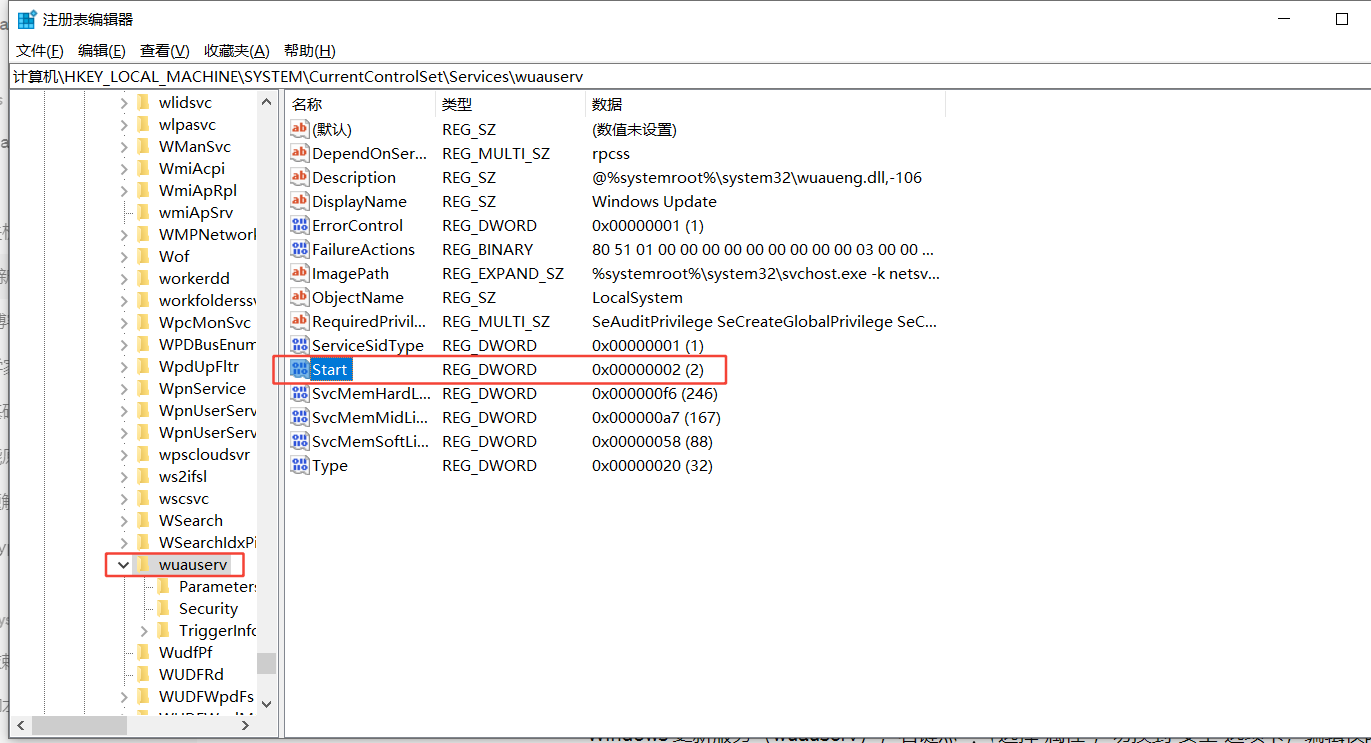 注册表编辑器
文件(F) 编辑(E) 查看(V) 收藏夹(A) 帮助(H)
计算机\HKEY_LOCAL_MACHINE\SYSTEM\CurrentControlSet\Services\wuauserv
wlidsvc
wlpasvc
WManSvc
WmiAcpi
WmiApRpl
wmiApSrv
WMPNetwork
Wof
workerdd
workfolderssv
WpcMonSvc
WPDBusEnum
WpdUpFltr
WpnService
WpnUserServ
WpnUserServ
wpscloudsvr
ws2ifsl
wscsvc
WSearch
WSearchIdxPi
wuauserv
Parameters
Security
TriggerInfo
WudfPf
WUDFRd
WUDFWpdFs
名称 类型 数据
(默认) REG_SZ (数值未设置)
DependOnSer... REG_MULTI_SZ rpcss
Description REG_SZ @%systemroot%\system32\wuaueng.dll,-106
DisplayName REG_SZ Windows Update
ErrorControl REG_DWORD 0x00000001 (1)
FailureActions REG_BINARY 80 51 01 00 00 00 00 00 00 00 00 00 03 00 00 ...
ImagePath REG_EXPAND_SZ %systemroot%\system32\svchost.exe -k netsv...
ObjectName REG_SZ LocalSystem
RequiredPrivil... REG_MULTI_SZ SeAuditPrivilege SeCreateGlobalPrivilege SeC...
ServiceSidType REG_DWORD 0x00000001 (1)
Start REG_DWORD 0x00000002 (2)
SvcMemHardL... REG_DWORD 0x000000f6 (246)
SvcMemMidLi... REG_DWORD 0x000000a7 (167)
SvcMemSoftLi... REG_DWORD 0x00000058 (88)
Type REG_DWORD 0x00000020 (32)